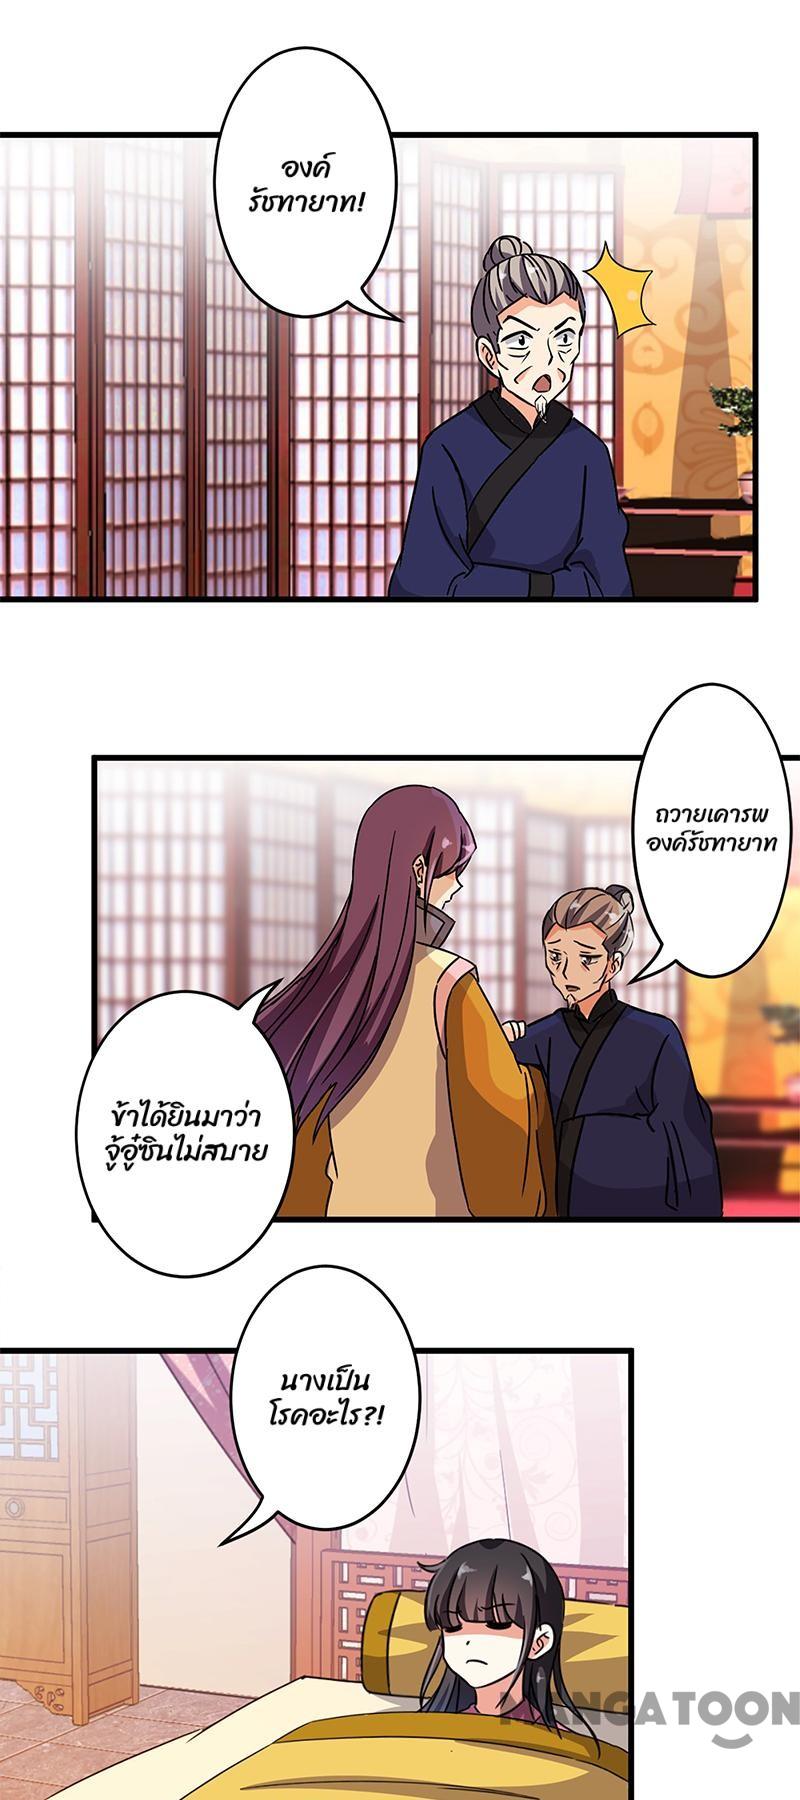 องค์
รัชทายาท!
ถวายเคารพ
องค์รัชทายาท
ข้าได้ยินมาว่า
จู้อู๋ซินไม่สบาย
นางเป็น
โรคอะไร?!
MANGATOON